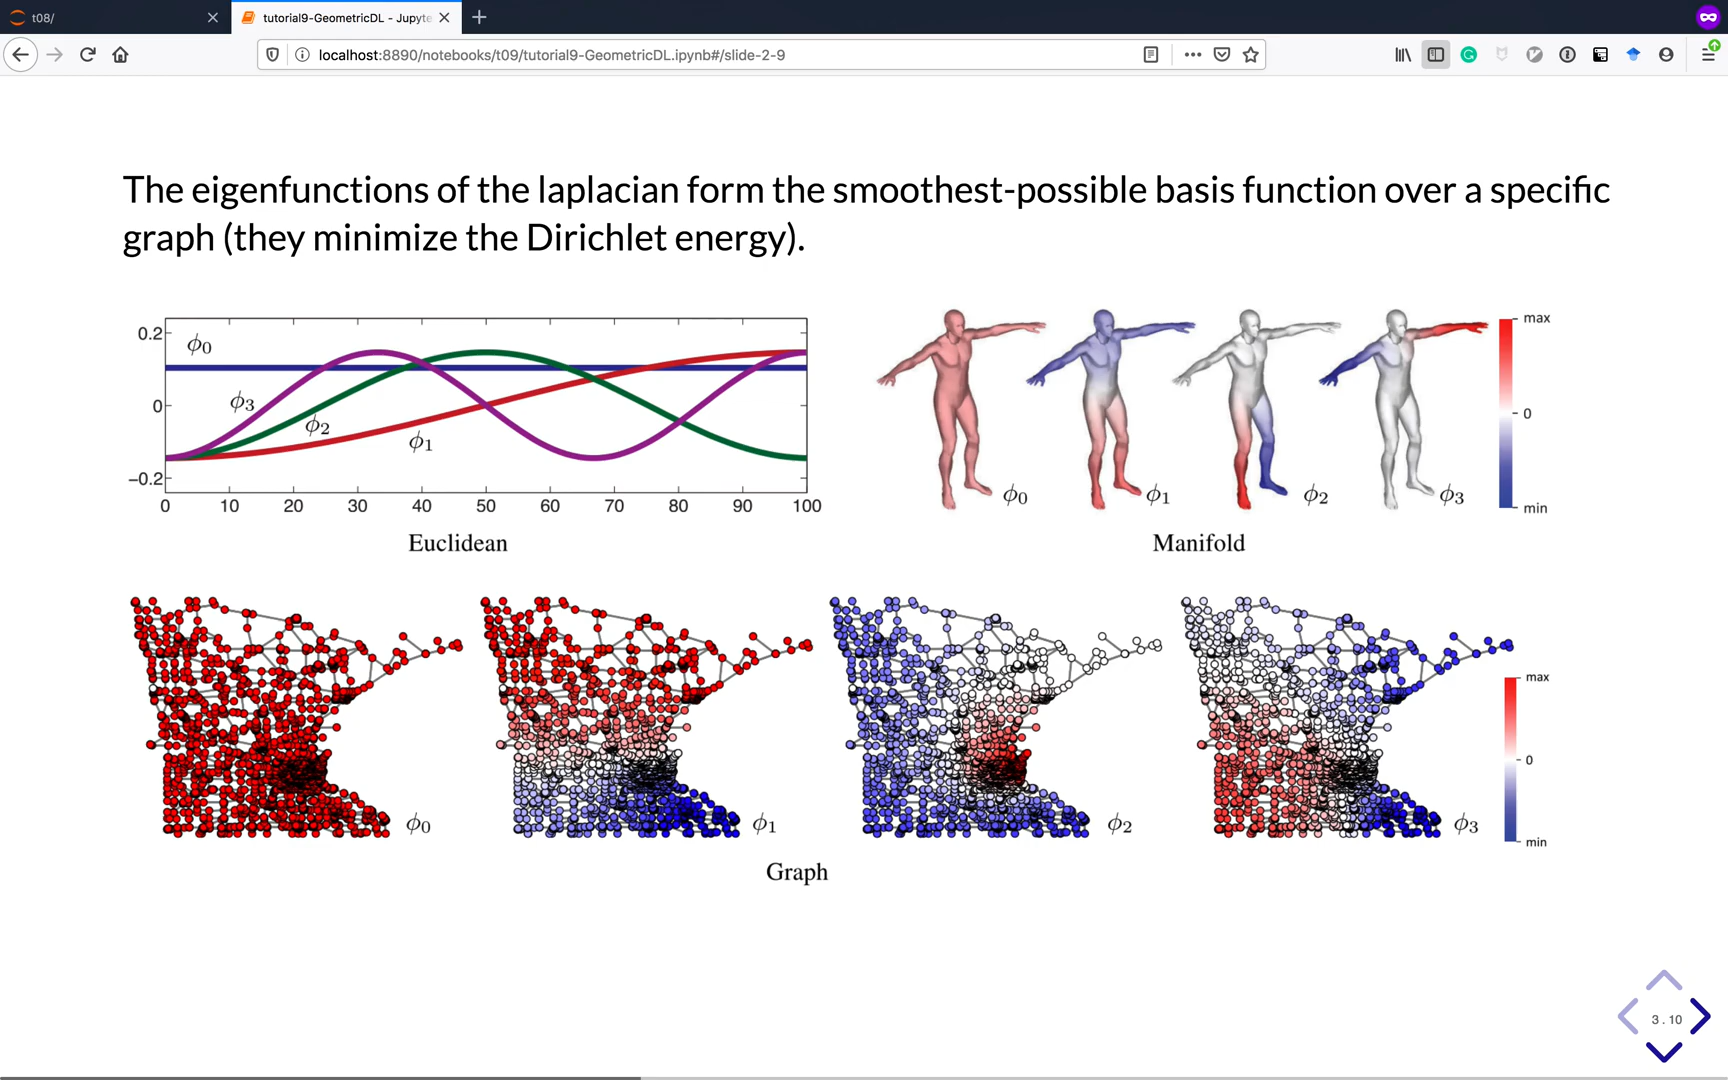 t08/
tutorial9-GeometricDL - Jupyte
localhost:8890/notebooks/t09/tutorial9-GeometricDL.ipynb#/slide-2-9
The eigenfunctions of the laplacian form the smoothest-possible basis function over a specific
graph (they minimize the Dirichlet energy).
0.2
0
−0.2
ϕ0
ϕ3
ϕ2
ϕ1
0 10 20 30 40 50 60 70 80 90 100
Euclidean
ϕ0 ϕ1 ϕ2 ϕ3
max
0
min
Manifold
ϕ0 ϕ1 ϕ2 ϕ3
max
0
min
Graph
3.10